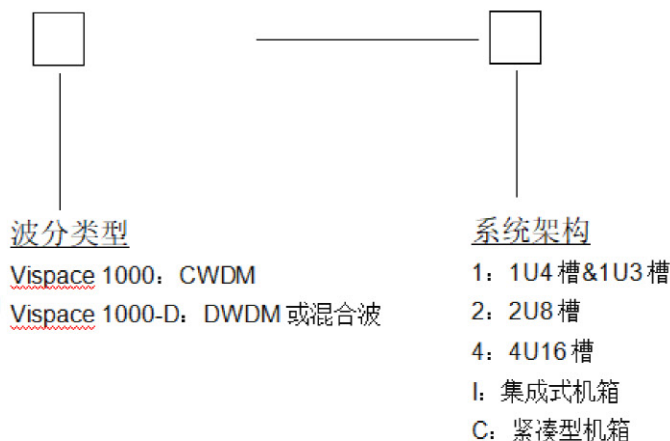 波分类型
Vispace 1000：CWDM
Vispace 1000-D：DWDM 或混合波
系统架构
1：1U4 槽&1U3 槽
2：2U8 槽
4：4U16 槽
I：集成式机箱
C：紧凑型机箱